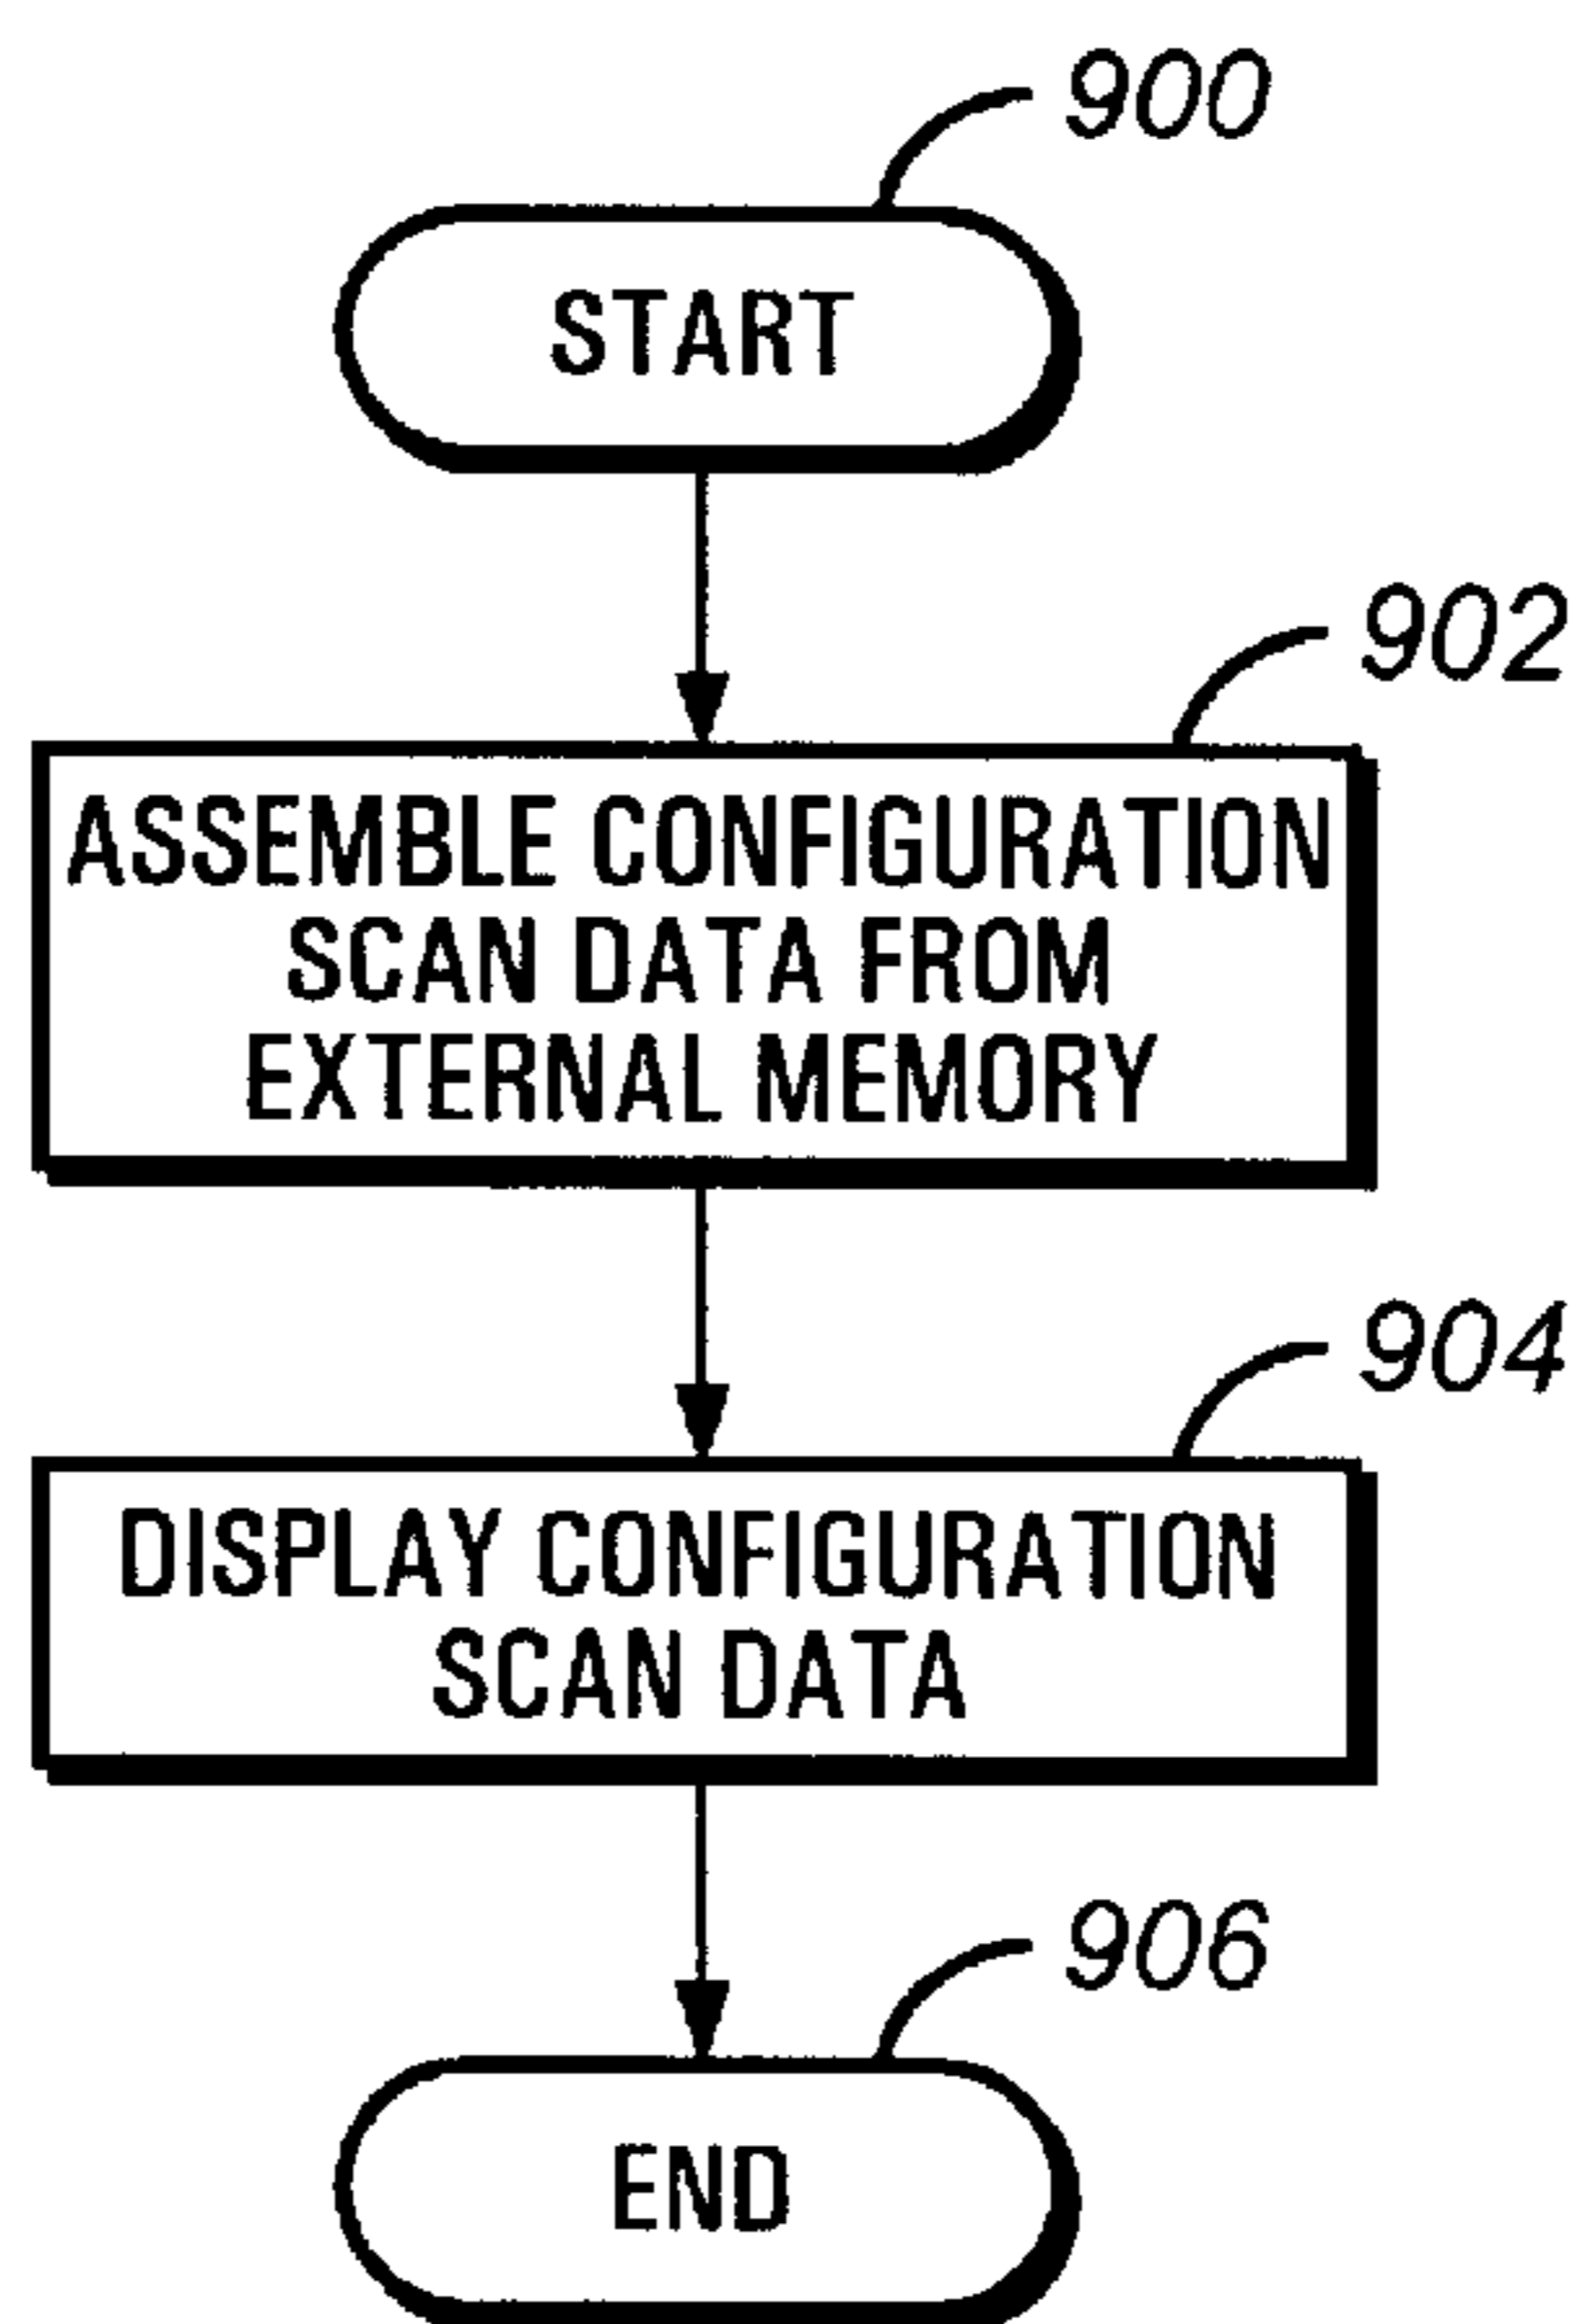 900
START
902
ASSEMBLE CONFIGURATION
SCAN DATA FROM
EXTERNAL MEMORY
904
DISPLAY CONFIGURATION
SCAN DATA
906
END